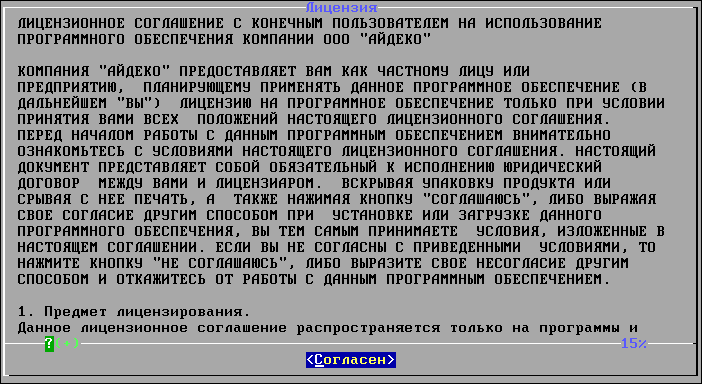 Лицензия
ЛИЦЕНЗИОННОЕ СОГЛАШЕНИЕ С КОНЕЧНЫМ ПОЛЬЗОВАТЕЛЕМ НА ИСПОЛЬЗОВАНИЕ
ПРОГРАММНОГО ОБЕСПЕЧЕНИЯ КОМПАНИИ ООО "АЙДЕКО"
КОМПАНИЯ "АЙДЕКО" ПРЕДОСТАВЛЯЕТ ВАМ КАК ЧАСТНОМУ ЛИЦУ ИЛИ
ПРЕДПРИЯТИЮ, ПЛАНИРУЮЩЕМУ ПРИМЕНЯТЬ ДАННОЕ ПРОГРАММНОЕ ОБЕСПЕЧЕНИЕ (В
ДАЛЬНЕЙШЕМ "ВЫ") ЛИЦЕНЗИЮ НА ПРОГРАММНОЕ ОБЕСПЕЧЕНИЕ ТОЛЬКО ПРИ УСЛОВИИ
ПРИНЯТИЯ ВАМИ ВСЕХ ПОЛОЖЕНИЙ НАСТОЯЩЕГО ЛИЦЕНЗИОННОГО СОГЛАШЕНИЯ.
ПЕРЕД НАЧАЛОМ РАБОТЫ С ДАННЫМ ПРОГРАММНЫМ ОБЕСПЕЧЕНИЕМ ВНИМАТЕЛЬНО
ОЗНАКОМЬТЕСЬ С УСЛОВИЯМИ НАСТОЯЩЕГО ЛИЦЕНЗИОННОГО СОГЛАШЕНИЯ. НАСТОЯЩИЙ
ДОКУМЕНТ ПРЕДСТАВЛЯЕТ СОБОЙ ОБЯЗАТЕЛЬНЫЙ К ИСПОЛНЕНИЮ ЮРИДИЧЕСКИЙ
ДОГОВОР МЕЖДУ ВАМИ И ЛИЦЕНЗИАРОМ. ВСКРЫВАЯ УПАКОВКУ ПРОДУКТА ИЛИ
СРЫВАЯ С НЕЕ ПЕЧАТЬ, А ТАКЖЕ НАЖИМАЯ КНОПКУ "СОГЛАШАЮСЬ", ЛИБО ВЫРАЖАЯ
СВОЕ СОГЛАСИЕ ДРУГИМ СПОСОБОМ ПРИ УСТАНОВКЕ ИЛИ ЗАГРУЗКЕ ДАННОГО
ПРОГРАММНОГО ОБЕСПЕЧЕНИЯ, ВЫ ТЕМ САМЫМ ПРИНИМАЕТЕ УСЛОВИЯ, ИЗЛОЖЕННЫЕ В
НАСТОЯЩЕМ СОГЛАШЕНИИ. ЕСЛИ ВЫ НЕ СОГЛАСНЫ С ПРИВЕДЕННЫМИ УСЛОВИЯМИ, ТО
НАЖМИТЕ КНОПКУ "НЕ СОГЛАШАЮСЬ", ЛИБО ВЫРАЗИТЕ СВОЕ НЕСОГЛАСИЕ ДРУГИМ
СПОСОБОМ И ОТКАЖИТЕСЬ ОТ РАБОТЫ С ДАННЫМ ПРОГРАММНЫМ ОБЕСПЕЧЕНИЕМ.
1. Предмет лицензирования.
Данное лицензионное соглашение распространяется только на программы и
?(+) 15%
<Согласен>